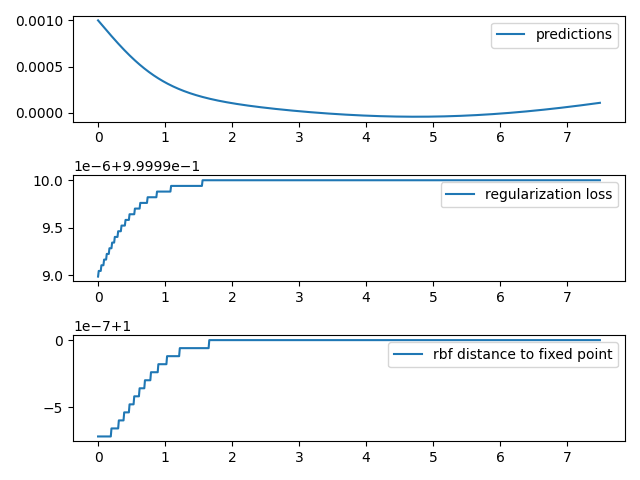 0.0010
0.0005
0.0000
predictions
0 1 2 3 4 5 6 7
1e−6+9.9999e−1
10.0
9.5
9.0
regularization loss
0 1 2 3 4 5 6 7
1e−7+1
0
−5
rbf distance to fixed point
0 1 2 3 4 5 6 7